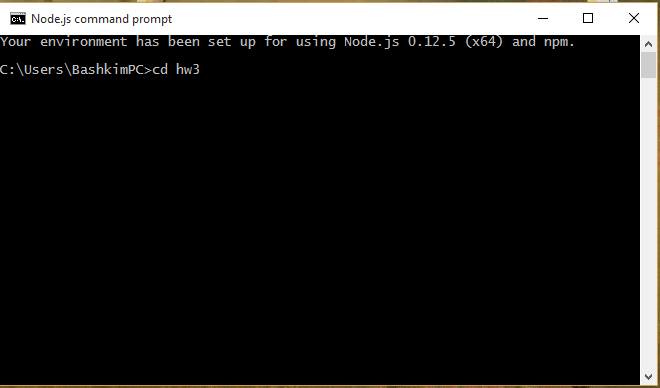 Node.js command prompt
Your environment has been set up for using Node.js 0.12.5 (x64) and npm.
C:\Users\BashkimPC>cd hw3